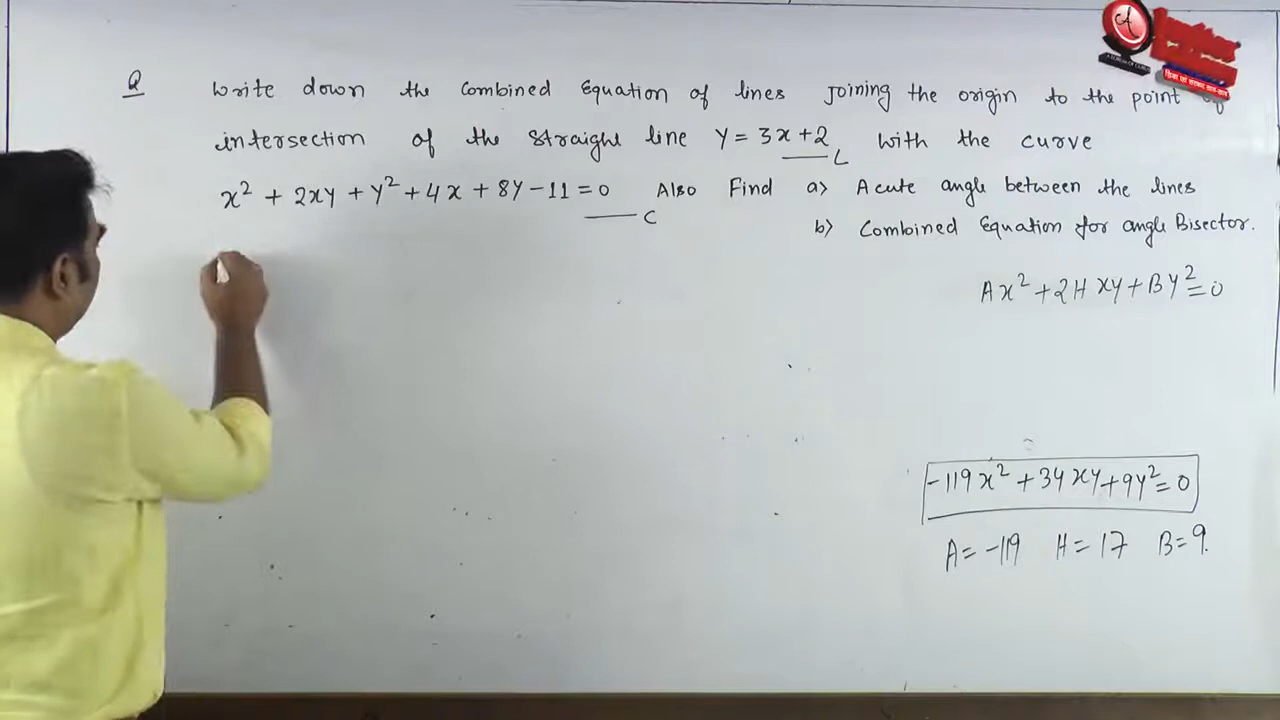 Q Write down the Combined Equation of lines Joining the origin to the point of
intersection of the straight line y = 3x + 2 with the curve
L
x² + 2xy + y² + 4x + 8y - 11 = 0 Also Find a) Acute angle between the lines
C
b) Combined Equation for angle Bisector.
Ax² + 2Hxy + By² = 0
-119x² + 34xy + 9y² = 0
A = -119 H = 17 B = 9.